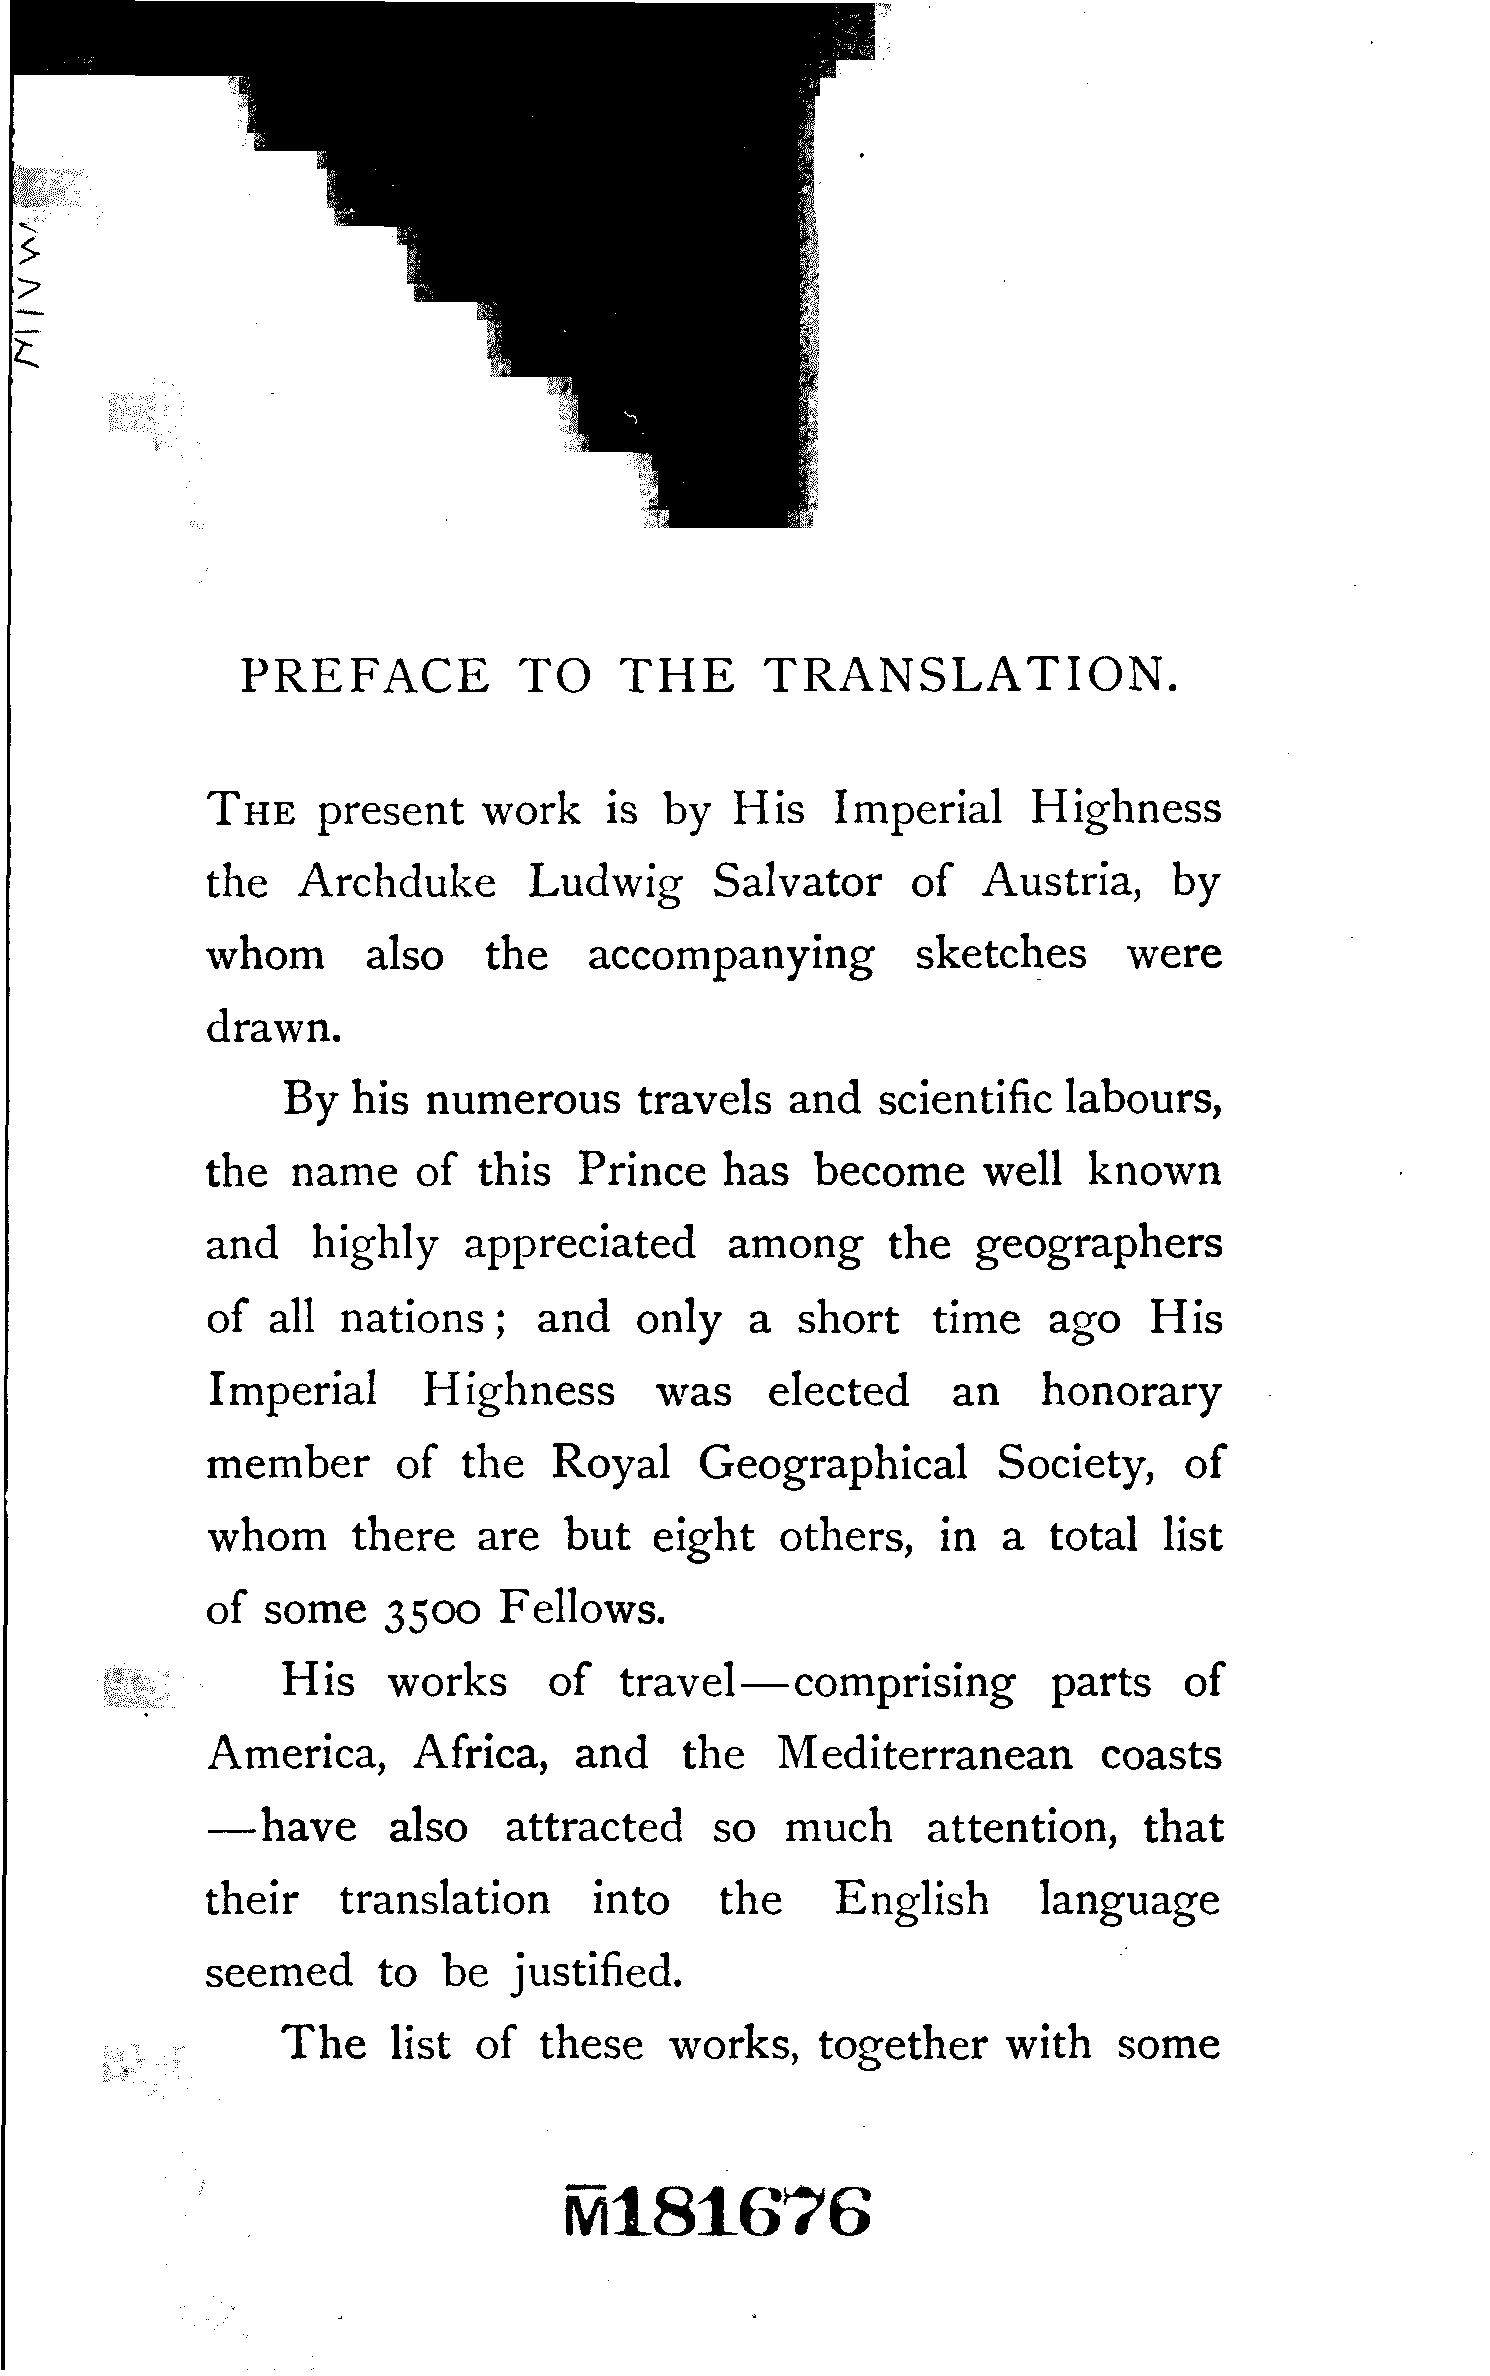 PREFACE TO THE TRANSLATION.
THE present work is by His Imperial Highness
the Archduke Ludwig Salvator of Austria, by
whom also the accompanying sketches were
drawn.
By his numerous travels and scientific labours,
the name of this Prince has become well known
and highly appreciated among the geographers
of all nations; and only a short time ago His
Imperial Highness was elected an honorary
member of the Royal Geographical Society, of
whom there are but eight others, in a total list
of some 3500 Fellows.
His works of travel—comprising parts of
America, Africa, and the Mediterranean coasts
—have also attracted so much attention, that
their translation into the English language
seemed to be justified.
The list of these works, together with some
M181676